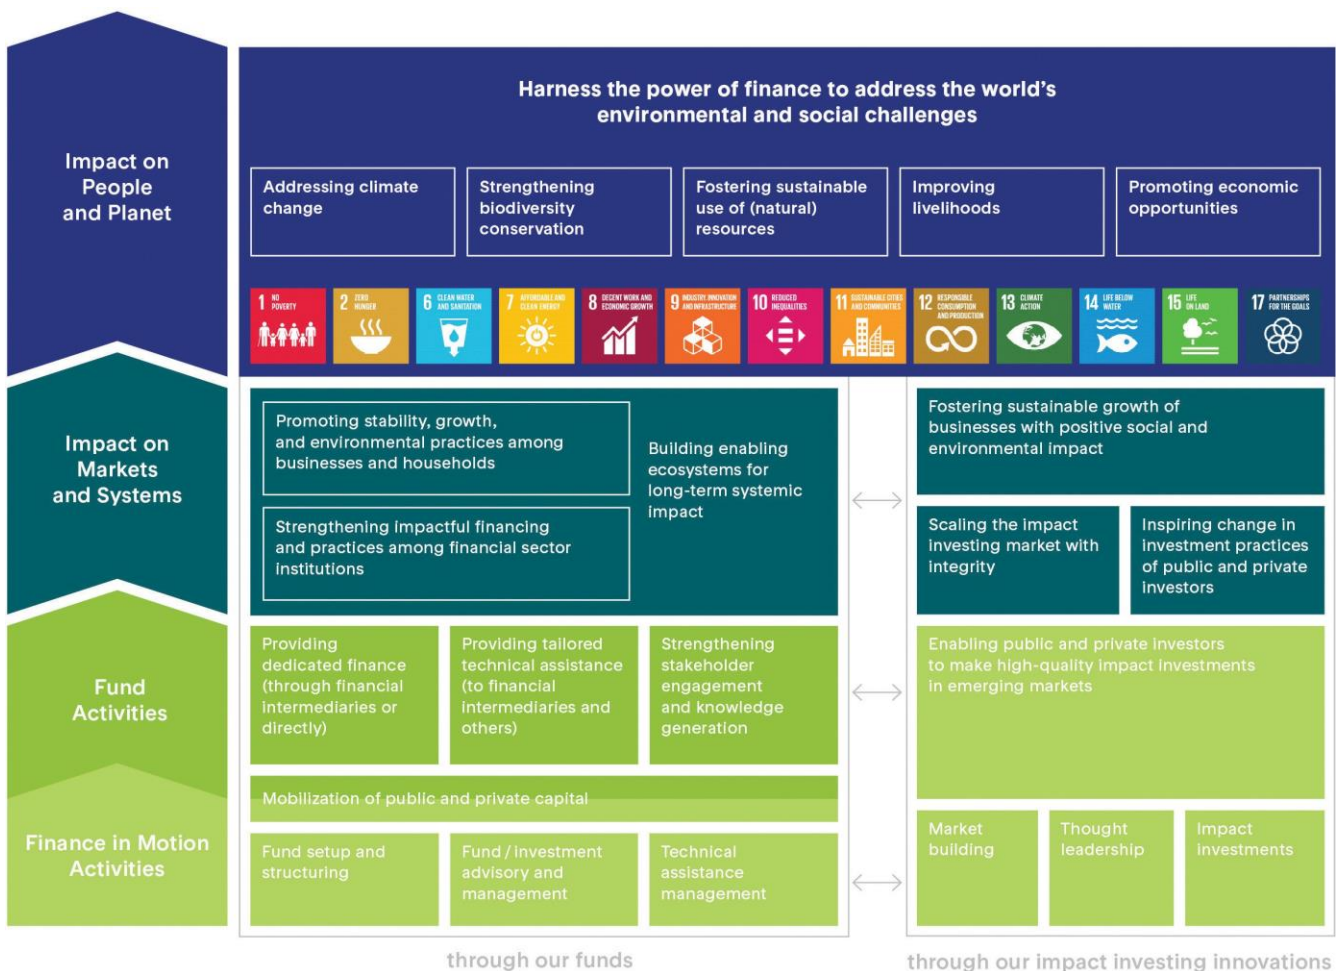 Harness the power of finance to address the world's
environmental and social challenges
Impact on
People
and Planet
Addressing climate
change
Strengthening
biodiversity
conservation
Fostering sustainable
use of (natural)
resources
Improving
livelihoods
Promoting economic
opportunities
1 NO
POVERTY
2 ZERO
HUNGER
6 CLEAN WATER
AND SANITATION
7 AFFORDABLE AND
CLEAN ENERGY
8 DECENT WORK AND
ECONOMIC GROWTH
9 INDUSTRY, INNOVATION
AND INFRASTRUCTURE
10 REDUCED
INEQUALITIES
11 SUSTAINABLE CITIES
AND COMMUNITIES
12 RESPONSIBLE
CONSUMPTION
AND PRODUCTION
13 CLIMATE
ACTION
14 LIFE BELOW
WATER
15 LIFE
ON LAND
17 PARTNERSHIPS
FOR THE GOALS
Impact on
Markets
and Systems
Promoting stability, growth,
and environmental practices among
businesses and households
Strengthening impactful financing
and practices among financial sector
institutions
Building enabling
ecosystems for
long-term systemic
impact
Fostering sustainable growth of
businesses with positive social and
environmental impact
Scaling the impact
investing market with
integrity
Inspiring change in
investment practices
of public and private
investors
Fund
Activities
Providing
dedicated finance
(through financial
intermediaries or
directly)
Providing tailored
technical assistance
(to financial
intermediaries and
others)
Strengthening
stakeholder
engagement
and knowledge
generation
Enabling public and private investors
to make high-quality impact investments
in emerging markets
Mobilization of public and private capital
Finance in Motion
Activities
Fund setup and
structuring
Fund / investment
advisory and
management
Technical
assistance
management
Market
building
Thought
leadership
Impact
investments
through our funds
through our impact investing innovations